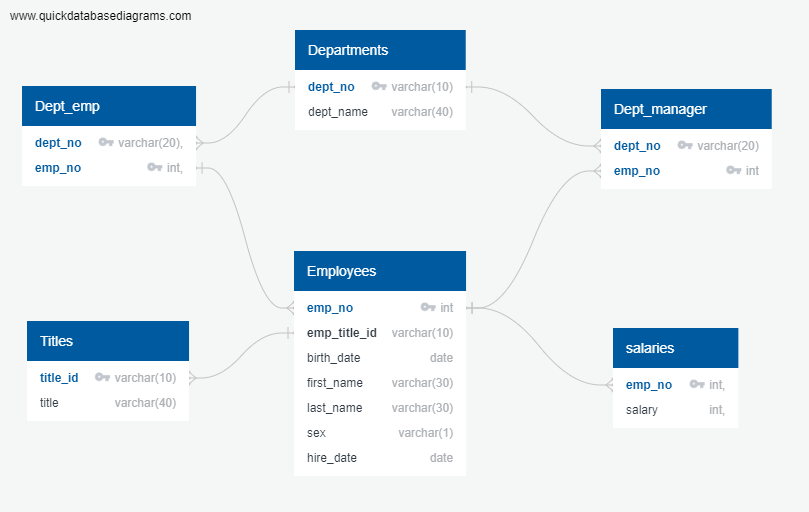 www.quickdatabasediagrams.com
Departments
dept_no varchar(10)
dept_name varchar(40)
Dept_emp
dept_no varchar(20),
emp_no int,
Dept_manager
dept_no varchar(20)
emp_no int
Employees
emp_no int
emp_title_id varchar(10)
birth_date date
first_name varchar(30)
last_name varchar(30)
sex varchar(1)
hire_date date
Titles
title_id varchar(10)
title varchar(40)
salaries
emp_no int,
salary int,